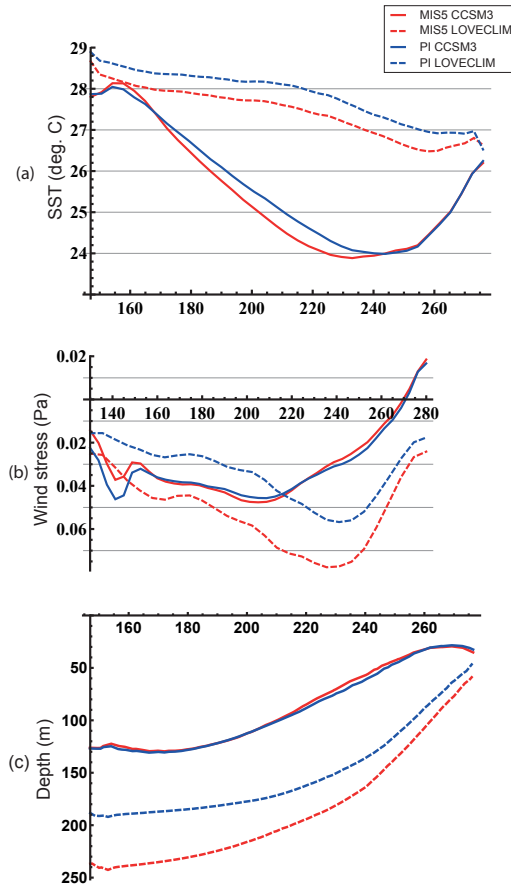 MIS5 CCSM3
MIS5 LOVECLIM
PI CCSM3
PI LOVECLIM
29
28
27
26
25
24
SST (deg. C)
(a)
160 180 200 220 240 260
0.02
140 160 180 200 220 240 260 280
0.02
0.04
0.06
Wind stress (Pa)
(b)
160 180 200 220 240 260
50
100
150
200
250
Depth (m)
(c)